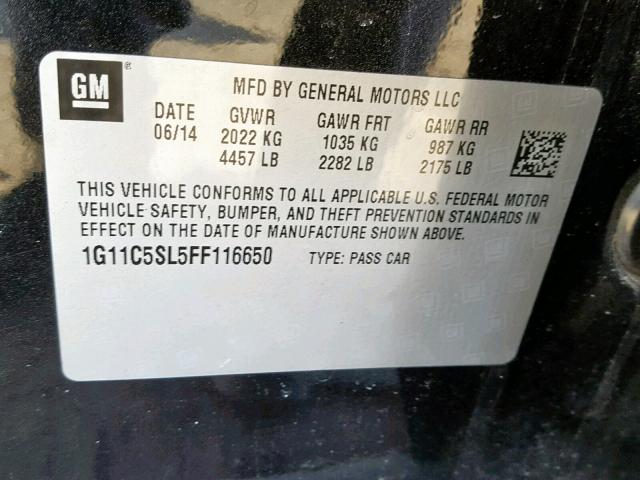 GM ® MFD BY GENERAL MOTORS LLC
DATE GVWR GAWR FRT GAWR RR
06/14 2022 KG 1035 KG 987 KG
4457 LB 2282 LB 2175 LB
THIS VEHICLE CONFORMS TO ALL APPLICABLE U.S. FEDERAL MOTOR
VEHICLE SAFETY, BUMPER, AND THEFT PREVENTION STANDARDS IN
EFFECT ON THE DATE OF MANUFACTURE SHOWN ABOVE.
1G11C5SL5FF116650 TYPE: PASS CAR